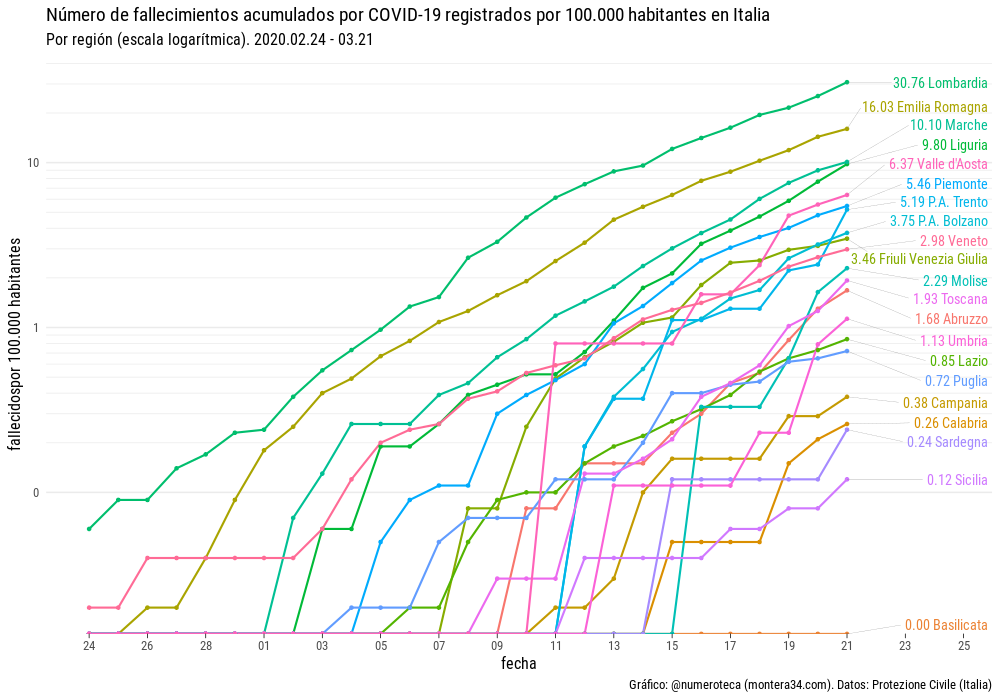 Número de fallecimientos acumulados por COVID-19 registrados por 100.000 habitantes en Italia
Por región (escala logarítmica). 2020.02.24 - 03.21
fallecidospor 100.000 habitantes
10
1
0
30.76 Lombardia
16.03 Emilia Romagna
10.10 Marche
9.80 Liguria
6.37 Valle d'Aosta
5.46 Piemonte
5.19 P.A. Trento
3.75 P.A. Bolzano
2.98 Veneto
3.46 Friuli Venezia Giulia
2.29 Molise
1.93 Toscana
1.68 Abruzzo
1.13 Umbria
0.85 Lazio
0.72 Puglia
0.38 Campania
0.26 Calabria
0.24 Sardegna
0.12 Sicilia
0.00 Basilicata
24 26 28 01 03 05 07 09 11 13 15 17 19 21 23 25
fecha
Gráfico: @numeroteca (montera34.com). Datos: Protezione Civile (Italia)